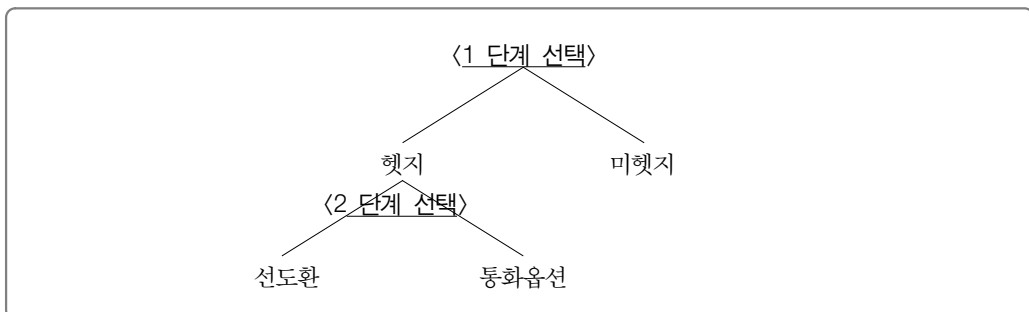 〈1 단계 선택〉
헷지 미헷지
〈2 단계 선택〉
선도환 통화옵션